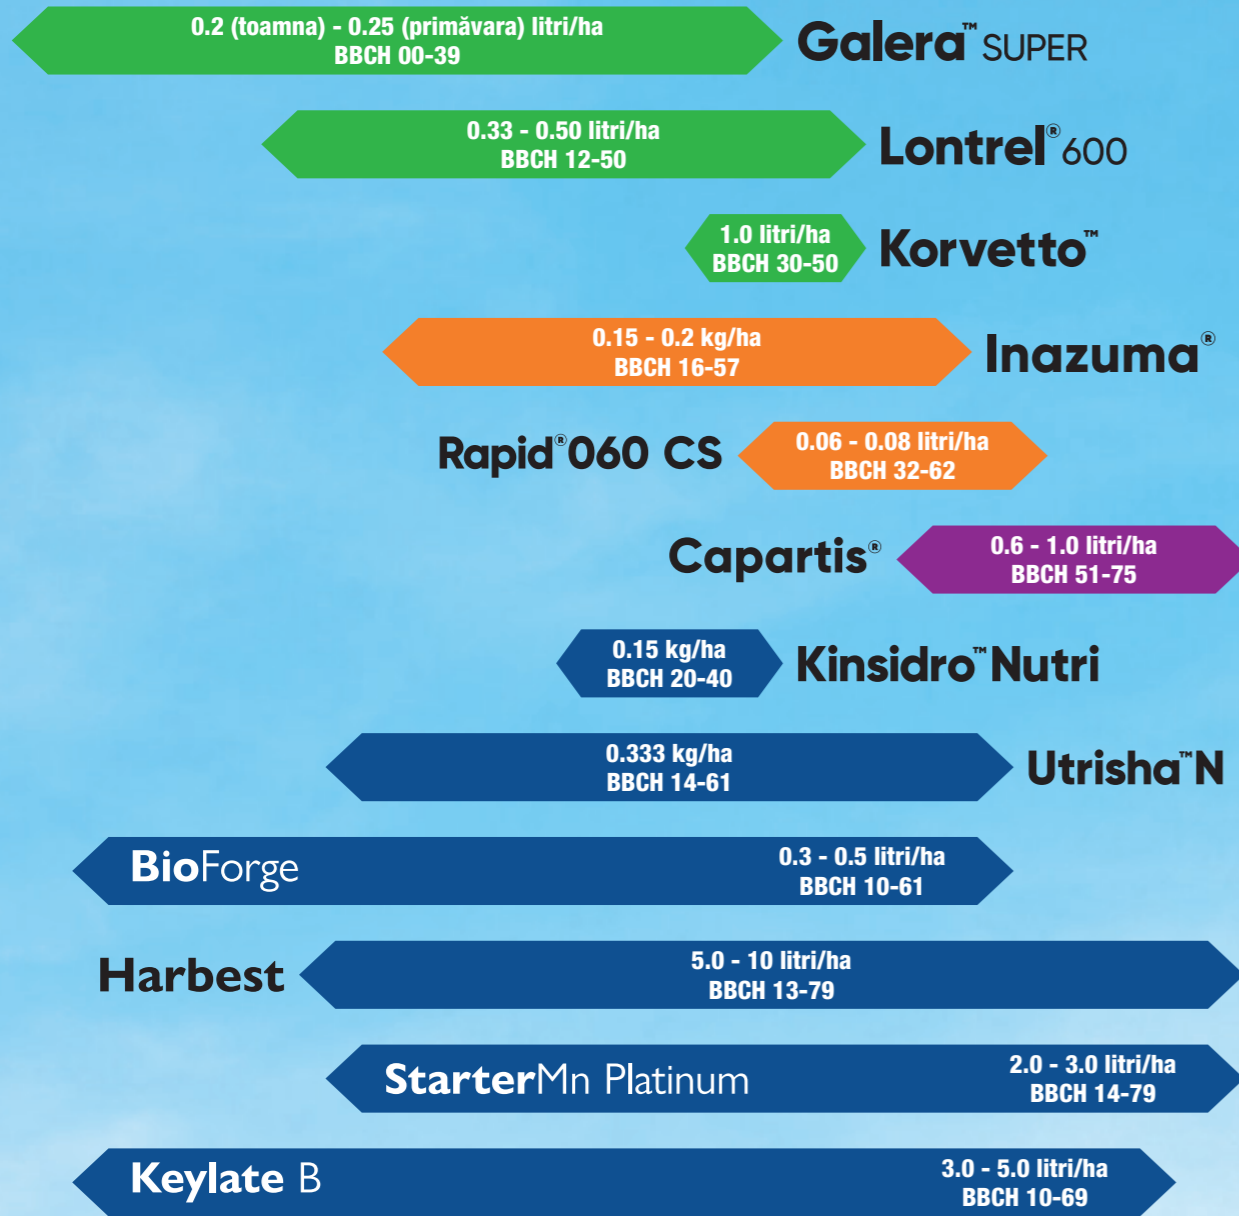 0.2 (toamna) - 0.25 (primăvara) litri/ha
BBCH 00-39
Galera™ SUPER
0.33 - 0.50 litri/ha
BBCH 12-50
Lontrel® 600
1.0 litri/ha
BBCH 30-50
Korvetto™
0.15 - 0.2 kg/ha
BBCH 16-57
Inazuma®
Rapid® 060 CS
0.06 - 0.08 litri/ha
BBCH 32-62
Capartis®
0.6 - 1.0 litri/ha
BBCH 51-75
0.15 kg/ha
BBCH 20-40
Kinsidro™ Nutri
0.333 kg/ha
BBCH 14-61
Utrisha™ N
BioForge
0.3 - 0.5 litri/ha
BBCH 10-61
Harbest
5.0 - 10 litri/ha
BBCH 13-79
StarterMn Platinum
2.0 - 3.0 litri/ha
BBCH 14-79
Keylate B
3.0 - 5.0 litri/ha
BBCH 10-69